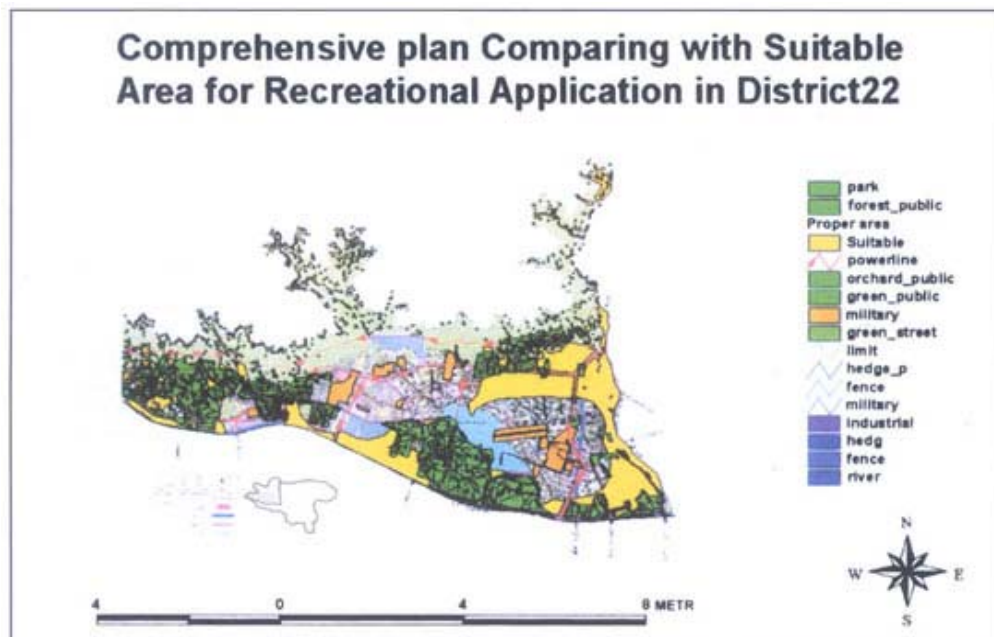 Comprehensive plan Comparing with Suitable
Area for Recreational Application in District22
park
forest_public
Proper area
Suitable
powerline
orchard_public
green_public
military
green_street
limit
hedge_p
fence
military
industrial
hedg
fence
river
N
W E
S
4 0 4 8 METR